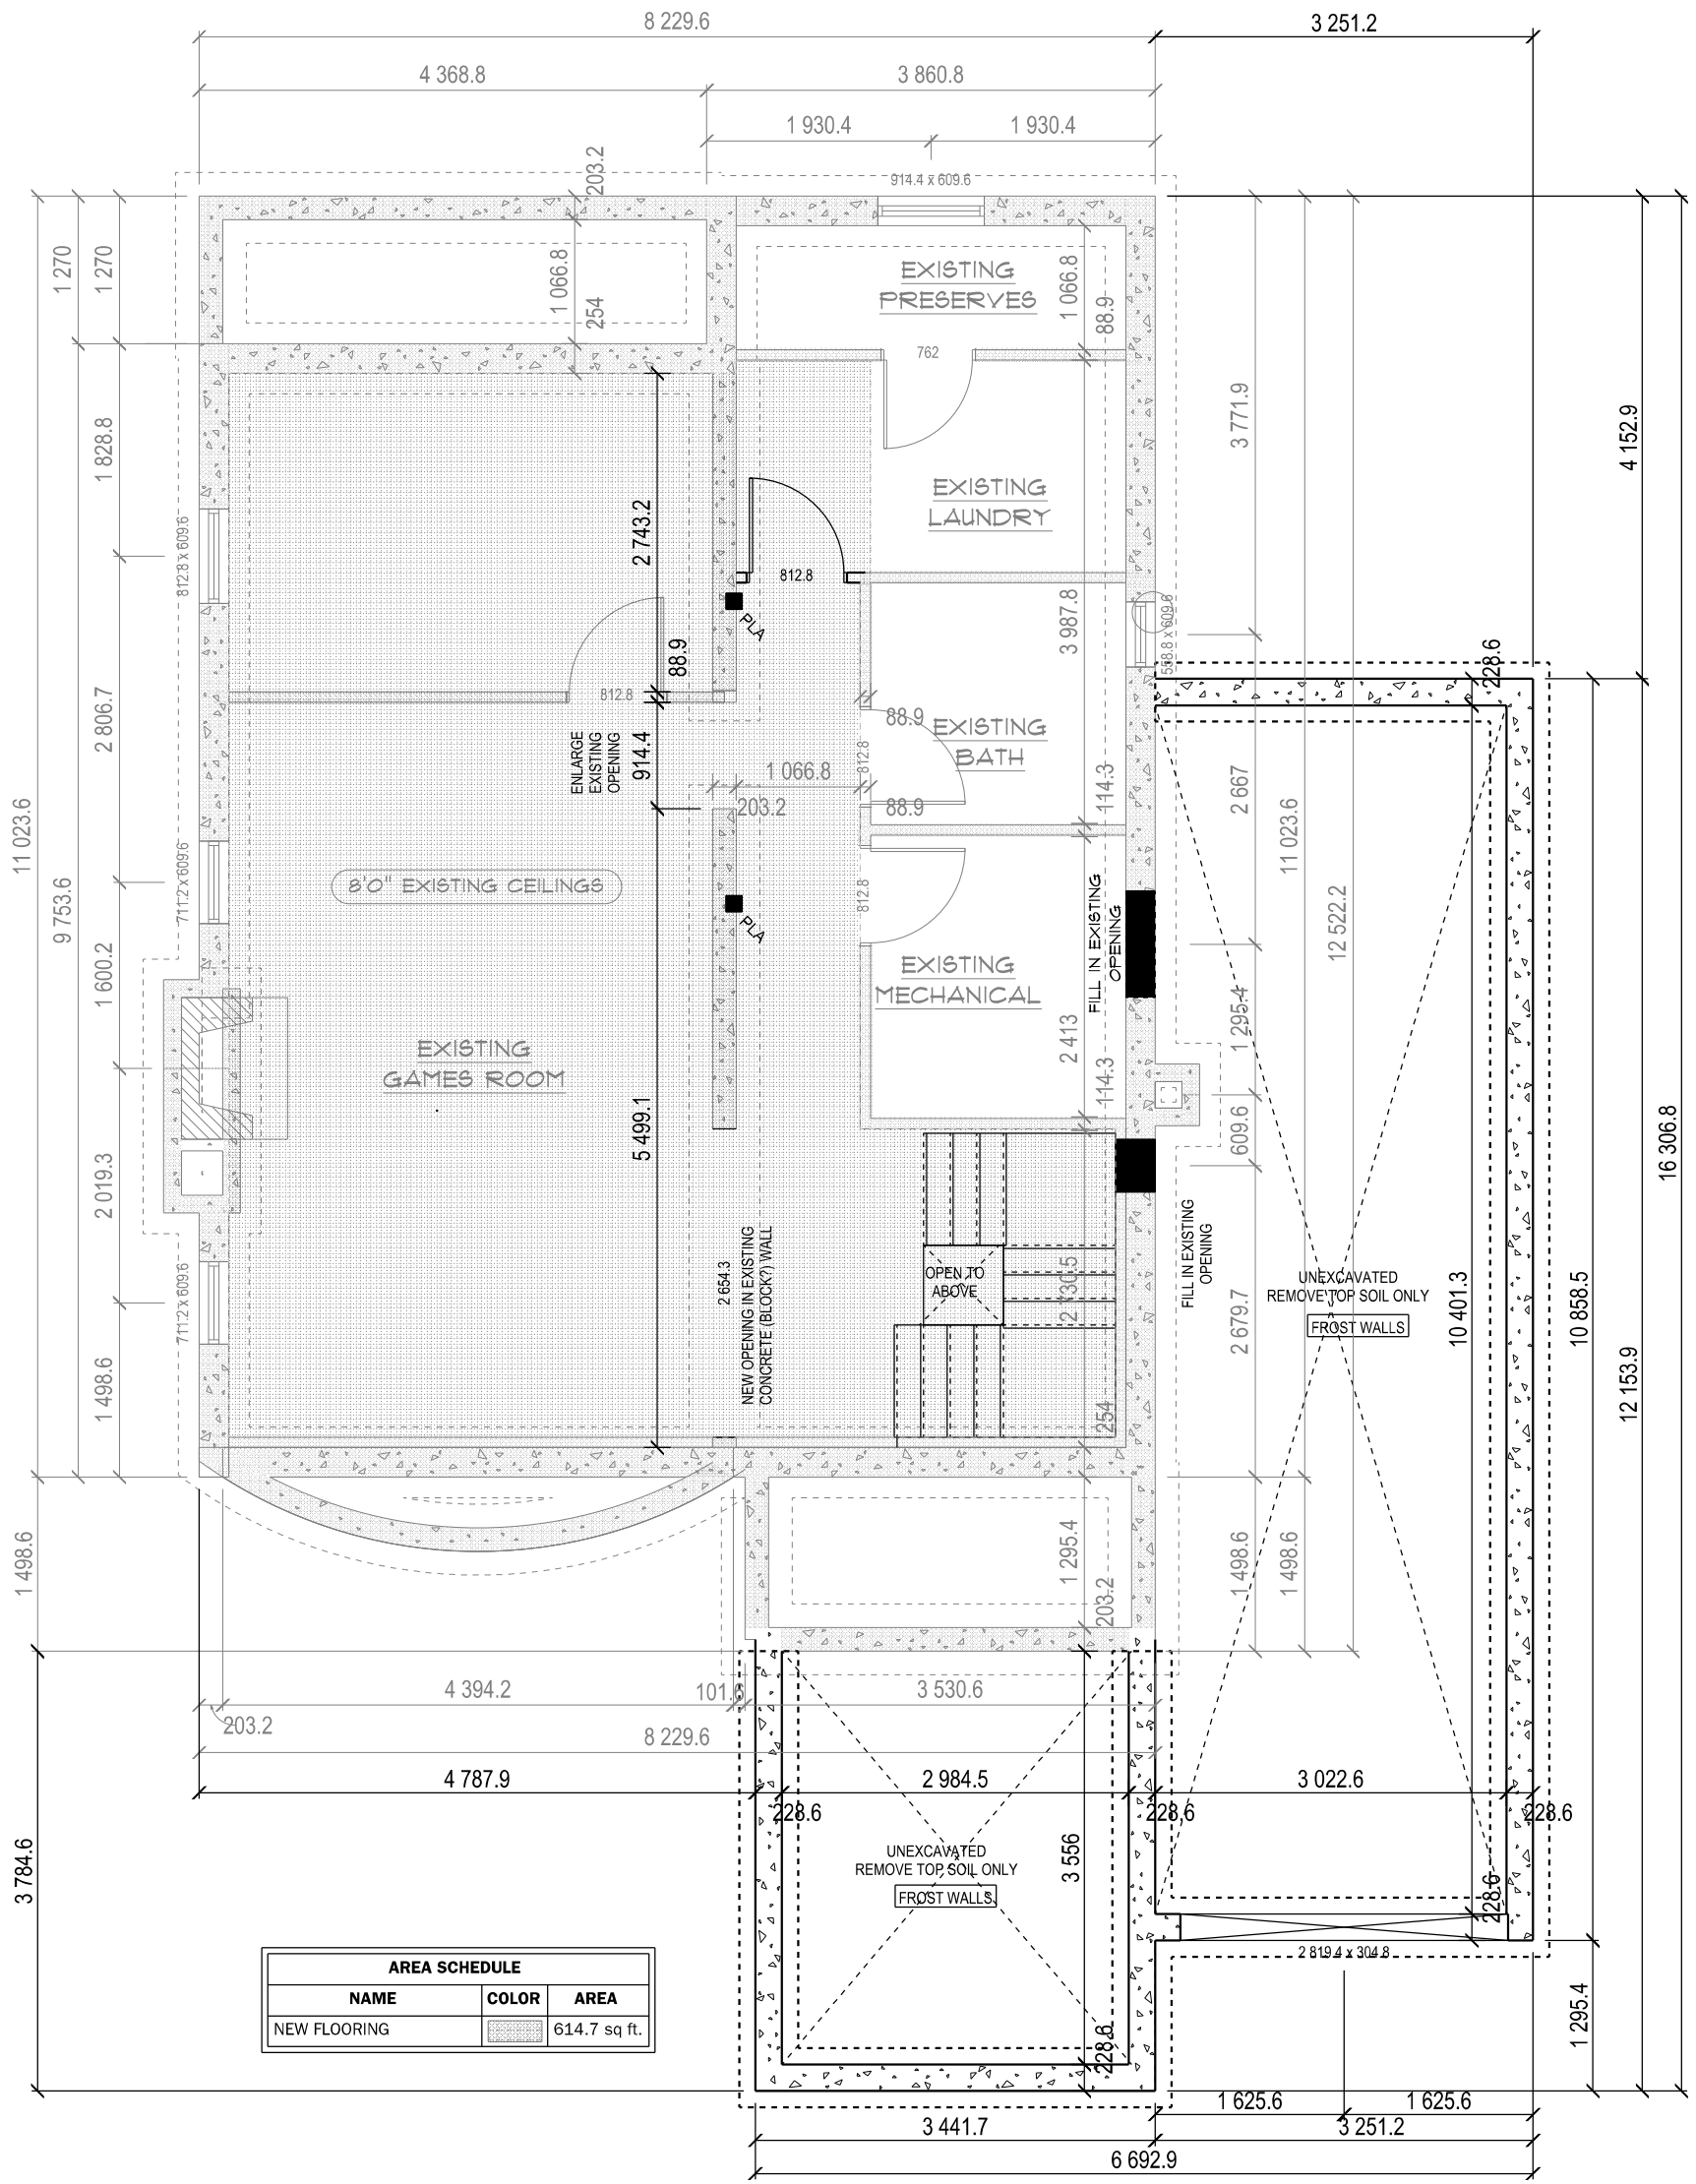 8 229.6
3 251.2
4 368.8
3 860.8
1 930.4
1 930.4
203.2
914.4 x 609.6
1 270
1 270
1 066.8
254
EXISTING
PRESERVES
1 066.8
88.9
762
3 771.9
4 152.9
1 828.8
812.8 x 609.6
2 743.2
EXISTING
LAUNDRY
812.8
PLA
3 987.8
558.8 x 609.6
228.6
88.9
812.8
2 806.7
ENLARGE
EXISTING
OPENING
914.4
88.9
EXISTING
BATH
812.8
1 066.8
203.2
88.9
114.3
2 667
11 023.6
12 522.2
11 023.6
9 753.6
711.2 x 609.6
8'0" EXISTING CEILINGS
PLA
812.8
FILL IN EXISTING
OPENING
EXISTING
MECHANICAL
1 600.2
2 413
1 295.4
EXISTING
GAMES ROOM
5 499.1
114.3
609.6
16 306.8
2 019.3
2 654.3
NEW OPENING IN EXISTING
CONCRETE (BLOCK?) WALL
OPEN TO
ABOVE
2 730.5
FILL IN EXISTING
OPENING
711.2 x 609.6
2 679.7
UNEXCAVATED
REMOVE TOP SOIL ONLY
FROST WALLS
10 401.3
10 858.5
12 153.9
1 498.6
254
1 498.6
1 295.4
203.2
1 498.6
1 498.6
4 394.2
101.6
3 530.6
203.2
8 229.6
4 787.9
2 984.5
3 022.6
228.6
228.6
228.6
3 784.6
UNEXCAVATED
REMOVE TOP SOIL ONLY
FROST WALLS
3 556
228.6
2 819.4 x 304.8
AREA SCHEDULE
NAME COLOR AREA
NEW FLOORING 614.7 sq ft.
228.6
1 295.4
1 625.6
1 625.6
3 441.7
3 251.2
6 692.9